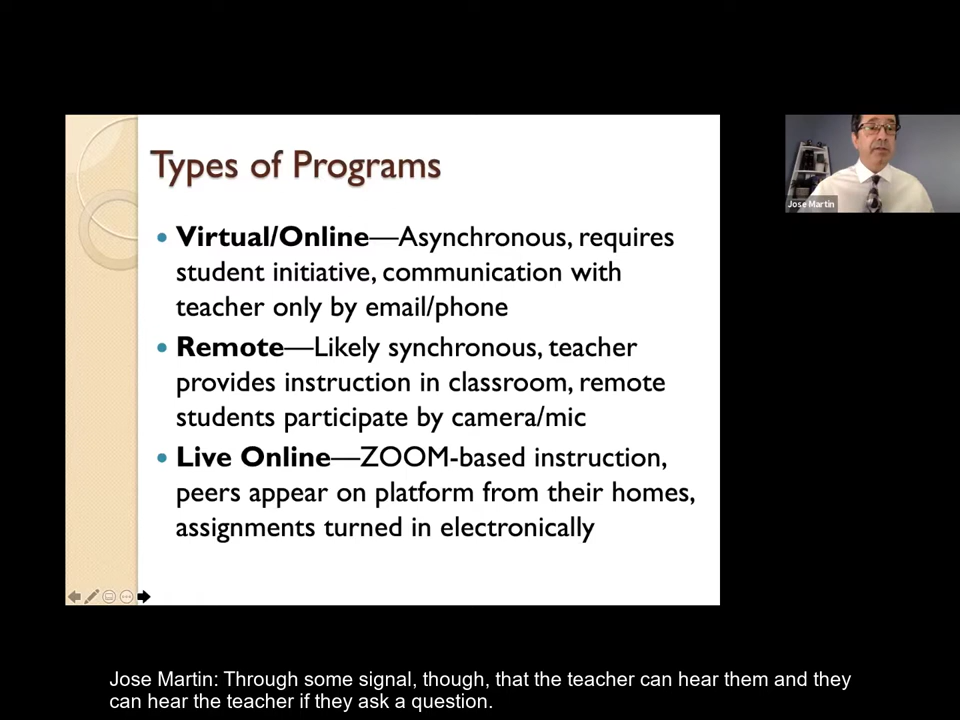 Types of Programs
Virtual/Online—Asynchronous, requires
student initiative, communication with
teacher only by email/phone
Remote—Likely synchronous, teacher
provides instruction in classroom, remote
students participate by camera/mic
Live Online—ZOOM-based instruction,
peers appear on platform from their homes,
assignments turned in electronically
Jose Martin
Jose Martin: Through some signal, though, that the teacher can hear them and they
can hear the teacher if they ask a question.